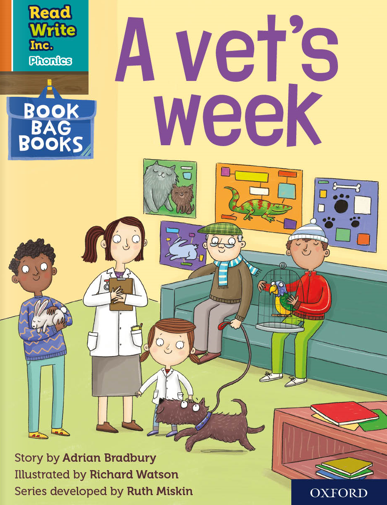 Read
Write
Inc.
Phonics
BOOK
BAG
BOOKS
A vet's
week
Story by Adrian Bradbury
Illustrated by Richard Watson
Series developed by Ruth Miskin
OXFORD